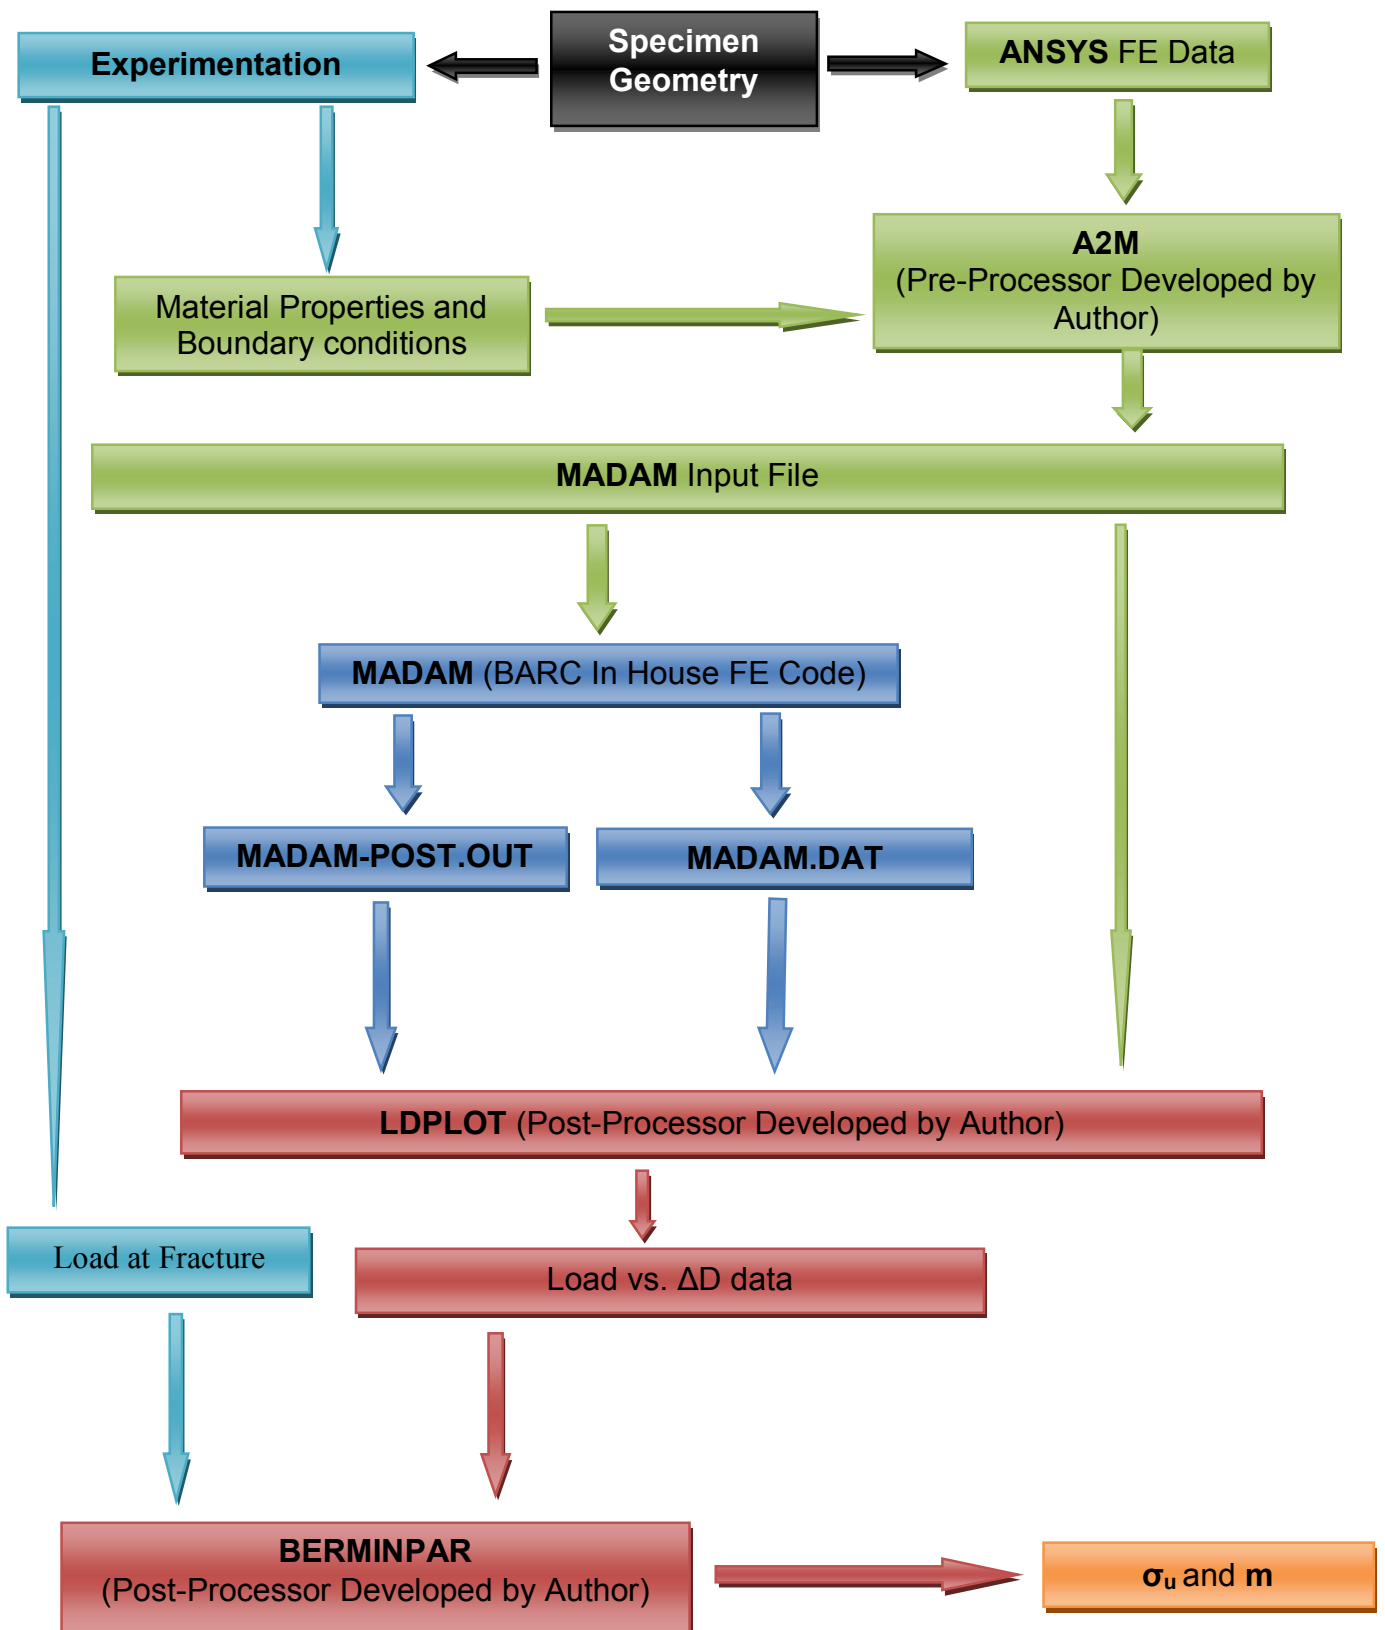 Experimentation
Specimen
Geometry
ANSYS FE Data
A2M
(Pre-Processor Developed by
Author)
Material Properties and
Boundary conditions
MADAM Input File
MADAM (BARC In House FE Code)
MADAM-POST.OUT
MADAM.DAT
LDPLOT (Post-Processor Developed by Author)
Load at Fracture
Load vs. ΔD data
BERMINPAR
(Post-Processor Developed by Author)
σu and m